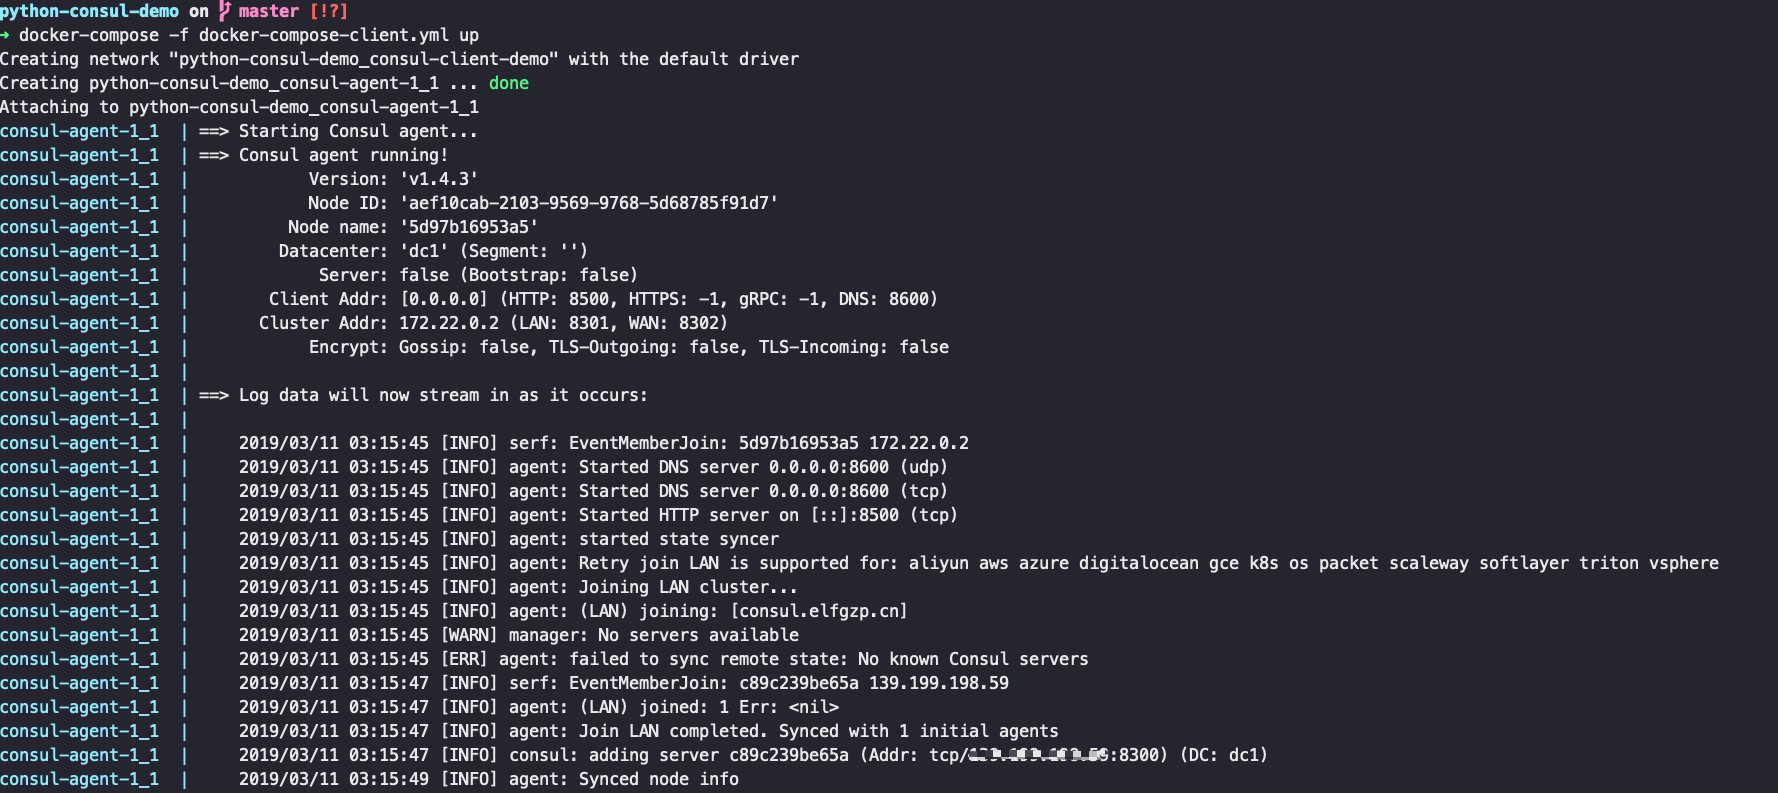 python-consul-demo on master [!?]
→ docker-compose -f docker-compose-client.yml up
Creating network "python-consul-demo_consul-client-demo" with the default driver
Creating python-consul-demo_consul-agent-1_1 ... done
Attaching to python-consul-demo_consul-agent-1_1
consul-agent-1_1 | ==> Starting Consul agent...
consul-agent-1_1 | ==> Consul agent running!
consul-agent-1_1 | Version: 'v1.4.3'
consul-agent-1_1 | Node ID: 'aef10cab-2103-9569-9768-5d68785f91d7'
consul-agent-1_1 | Node name: '5d97b16953a5'
consul-agent-1_1 | Datacenter: 'dc1' (Segment: '')
consul-agent-1_1 | Server: false (Bootstrap: false)
consul-agent-1_1 | Client Addr: [0.0.0.0] (HTTP: 8500, HTTPS: -1, gRPC: -1, DNS: 8600)
consul-agent-1_1 | Cluster Addr: 172.22.0.2 (LAN: 8301, WAN: 8302)
consul-agent-1_1 | Encrypt: Gossip: false, TLS-Outgoing: false, TLS-Incoming: false
consul-agent-1_1 |
consul-agent-1_1 | ==> Log data will now stream in as it occurs:
consul-agent-1_1 |
consul-agent-1_1 | 2019/03/11 03:15:45 [INFO] serf: EventMemberJoin: 5d97b16953a5 172.22.0.2
consul-agent-1_1 | 2019/03/11 03:15:45 [INFO] agent: Started DNS server 0.0.0.0:8600 (udp)
consul-agent-1_1 | 2019/03/11 03:15:45 [INFO] agent: Started DNS server 0.0.0.0:8600 (tcp)
consul-agent-1_1 | 2019/03/11 03:15:45 [INFO] agent: Started HTTP server on [::]:8500 (tcp)
consul-agent-1_1 | 2019/03/11 03:15:45 [INFO] agent: started state syncer
consul-agent-1_1 | 2019/03/11 03:15:45 [INFO] agent: Retry join LAN is supported for: aliyun aws azure digitalocean gce k8s os packet scaleway softlayer triton vsphere
consul-agent-1_1 | 2019/03/11 03:15:45 [INFO] agent: Joining LAN cluster...
consul-agent-1_1 | 2019/03/11 03:15:45 [INFO] agent: (LAN) joining: [consul.elfgzp.cn]
consul-agent-1_1 | 2019/03/11 03:15:45 [WARN] manager: No servers available
consul-agent-1_1 | 2019/03/11 03:15:45 [ERR] agent: failed to sync remote state: No known Consul servers
consul-agent-1_1 | 2019/03/11 03:15:47 [INFO] serf: EventMemberJoin: c89c239be65a 139.199.198.59
consul-agent-1_1 | 2019/03/11 03:15:47 [INFO] agent: (LAN) joined: 1 Err: <nil>
consul-agent-1_1 | 2019/03/11 03:15:47 [INFO] agent: Join LAN completed. Synced with 1 initial agents
consul-agent-1_1 | 2019/03/11 03:15:47 [INFO] consul: adding server c89c239be65a (Addr: tcp/:8300) (DC: dc1)
consul-agent-1_1 | 2019/03/11 03:15:49 [INFO] agent: Synced node info